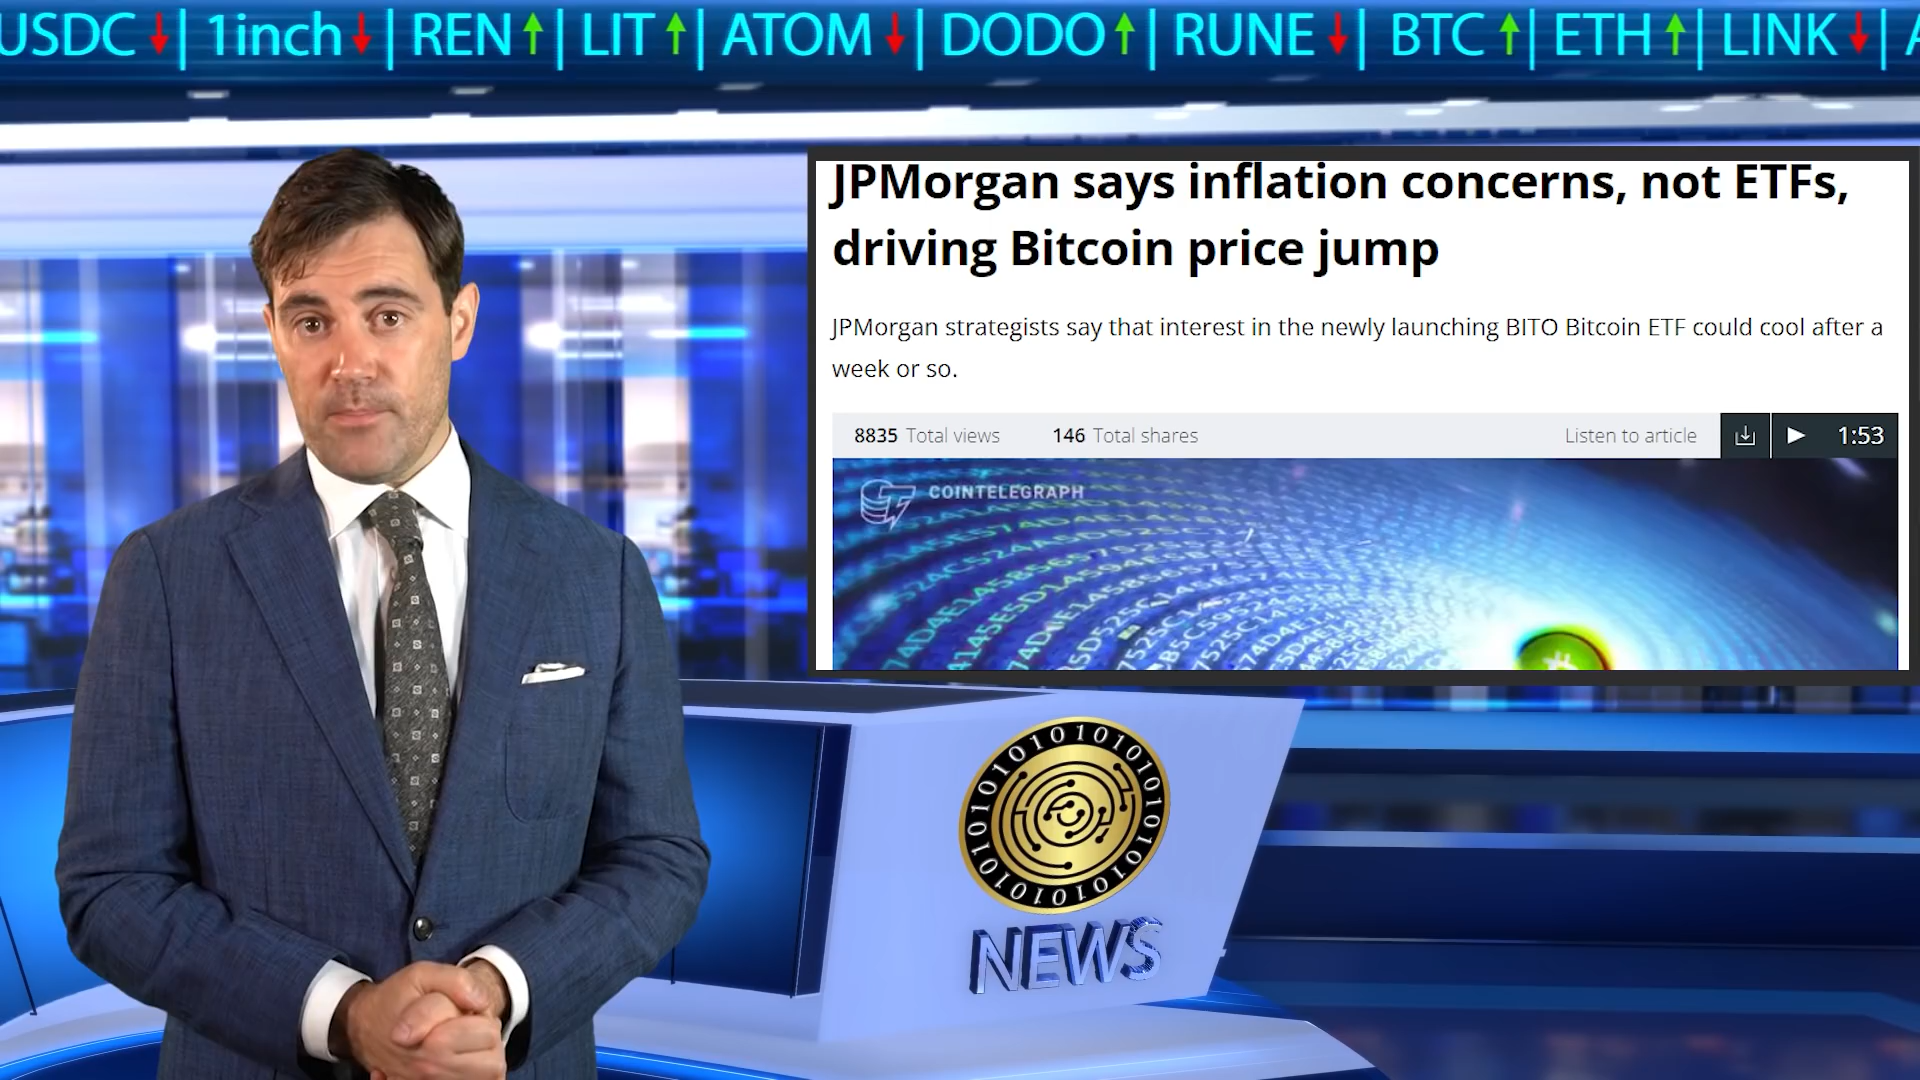 USDC | 1inch | REN | LIT | ATOM | DODO | RUNE | BTC | ETH | LINK |
JPMorgan says inflation concerns, not ETFs,
driving Bitcoin price jump
JPMorgan strategists say that interest in the newly launching BITO Bitcoin ETF could cool after a
week or so.
8835 Total views 146 Total shares Listen to article 1:53
COINTELEGRAPH
NEWS